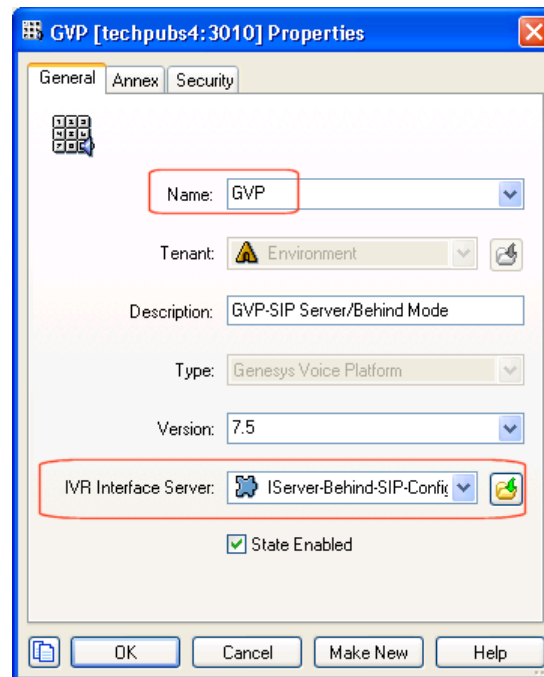 GVP [techpubs4:3010] Properties
General Annex Security
Name: GVP
Tenant: Environment
Description: GVP-SIP Server/Behind Mode
Type: Genesys Voice Platform
Version: 7.5
IVR Interface Server: IServer-Behind-SIP-Config
State Enabled
OK Cancel Make New Help